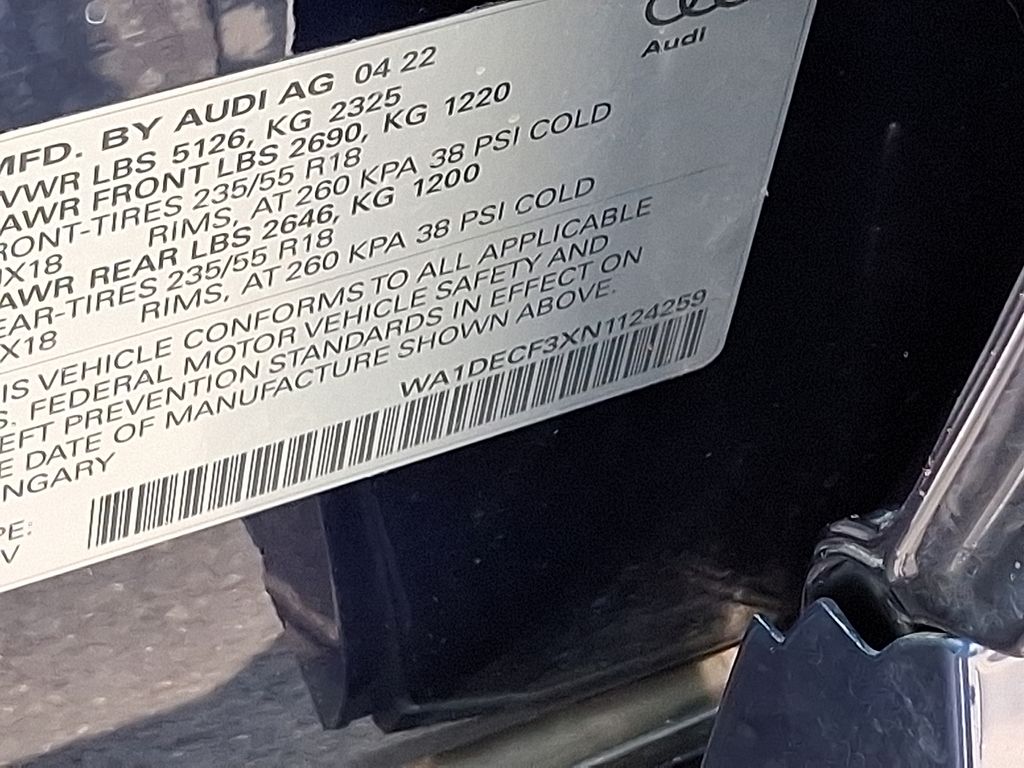 Audi
MFD. BY AUDI AG 04 22
VWR LBS 5126, KG 2325
AWR FRONT LBS 2690, KG 1220
RONT-TIRES 235/55 R18
X18 RIMS, AT 260 KPA 38 PSI COLD
AWR REAR LBS 2646, KG 1200
EAR-TIRES 235/55 R18
X18 RIMS, AT 260 KPA 38 PSI COLD
IS VEHICLE CONFORMS TO ALL APPLICABLE
S. FEDERAL MOTOR VEHICLE SAFETY AND
EFT PREVENTION STANDARDS IN EFFECT ON
E DATE OF MANUFACTURE SHOWN ABOVE.
NGARY
WA1DECF3XN1124259
PE:
V